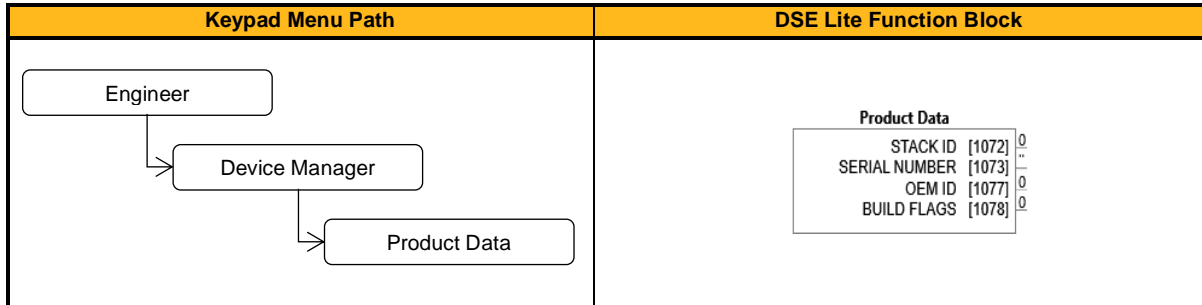 Keypad Menu Path
DSE Lite Function Block
Engineer
Device Manager
Product Data
Product Data
STACK ID [1072] 0
SERIAL NUMBER [1073] "
OEM ID [1077] 0
BUILD FLAGS [1078] 0